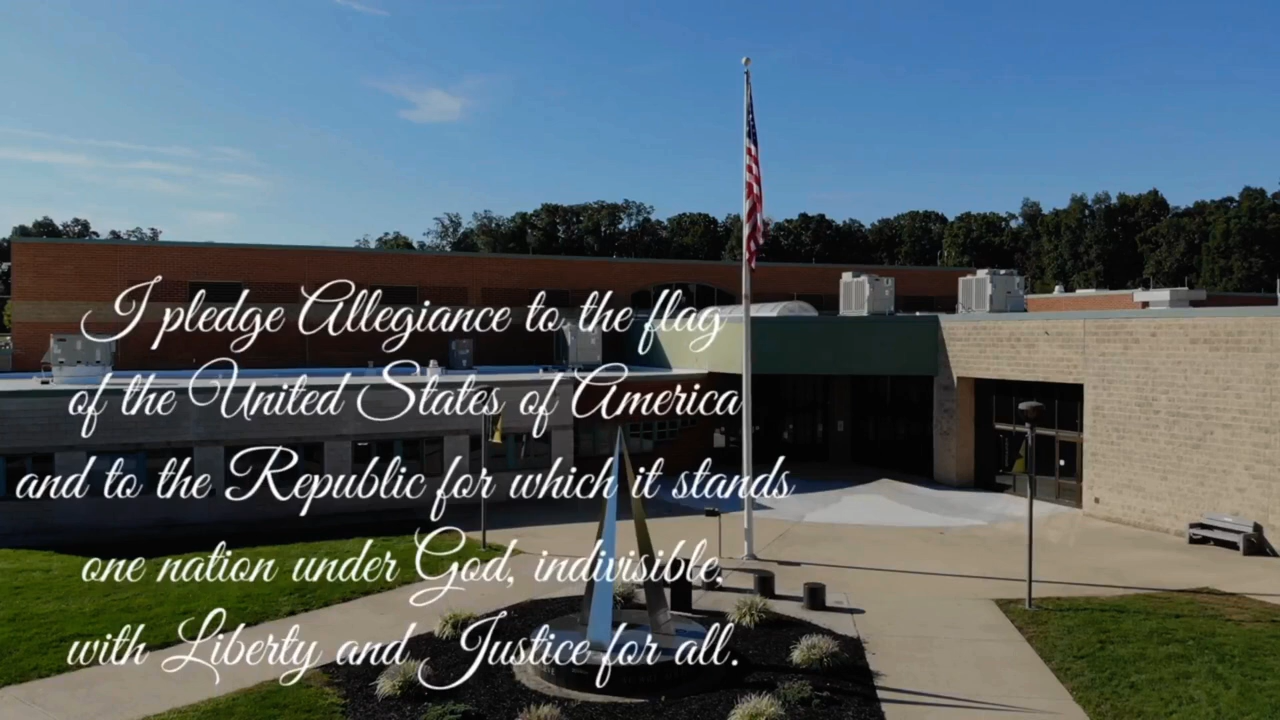 I pledge Allegiance to the flag
of the United States of America
and to the Republic for which it stands
one nation under God, indivisible,
with Liberty and Justice for all.